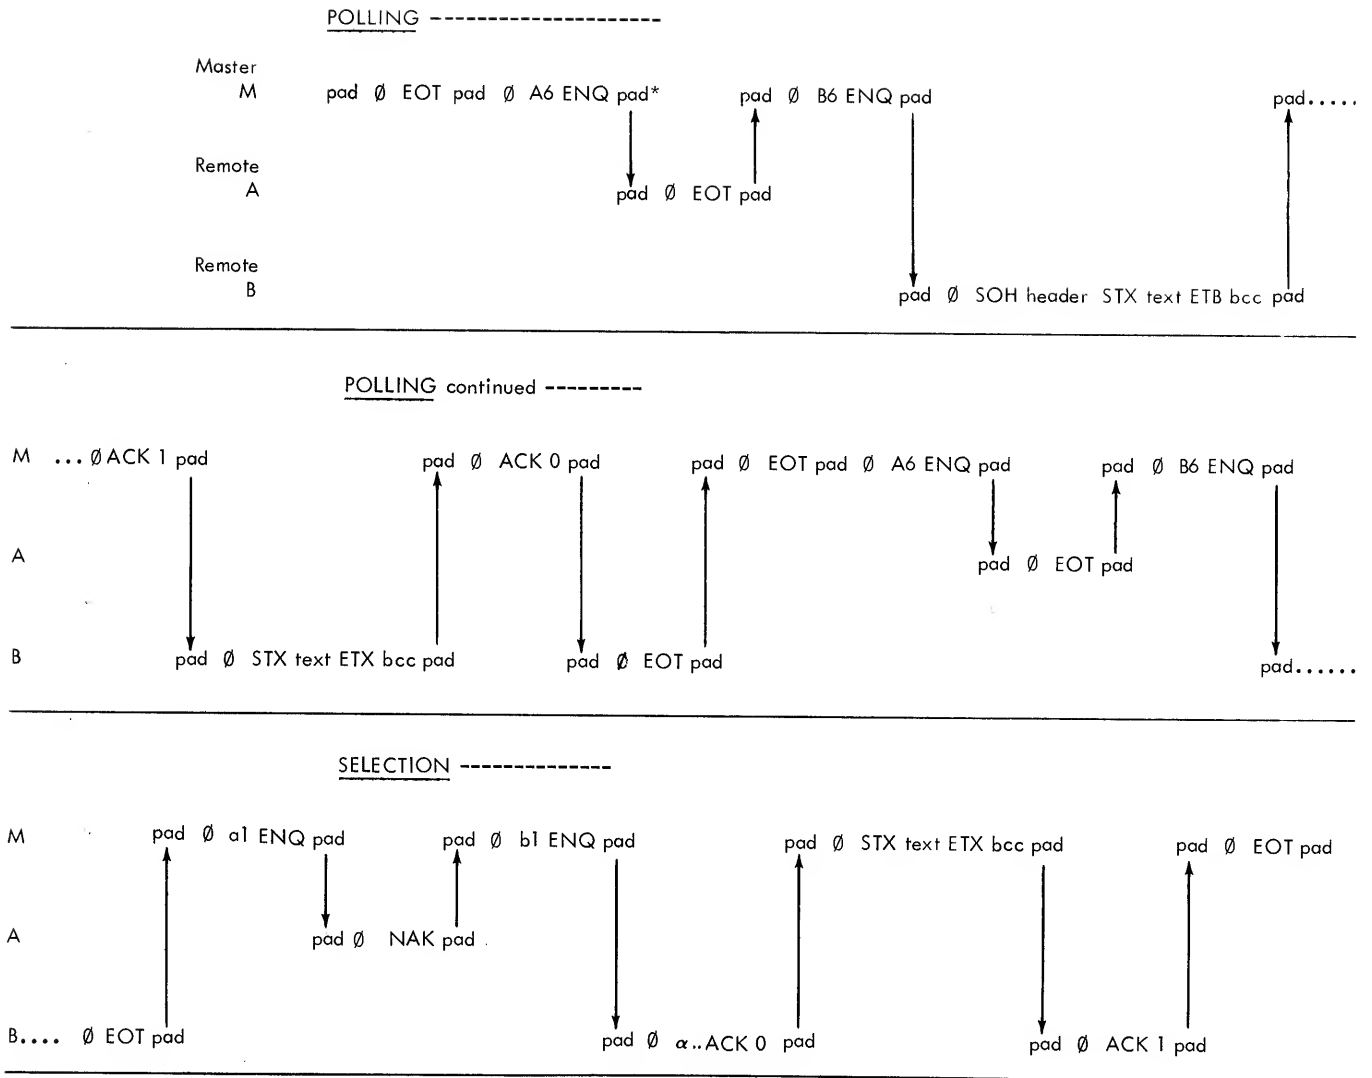 POLLING --------------------
Master
M pad Ø EOT pad Ø A6 ENQ pad* pad Ø B6 ENQ pad pad.....
Remote
A pad Ø EOT pad
Remote
B pad Ø SOH header STX text ETB bcc pad
POLLING continued ---------
M ... Ø ACK 1 pad pad Ø ACK 0 pad pad Ø EOT pad Ø A6 ENQ pad pad Ø B6 ENQ pad
A pad Ø EOT pad
B pad Ø STX text ETX bcc pad pad Ø EOT pad pad......
SELECTION --------------
M pad Ø a1 ENQ pad pad Ø b1 ENQ pad pad Ø STX text ETX bcc pad pad Ø EOT pad
A pad Ø NAK pad
B.... Ø EOT pad pad Ø α..ACK 0 pad pad Ø ACK 1 pad